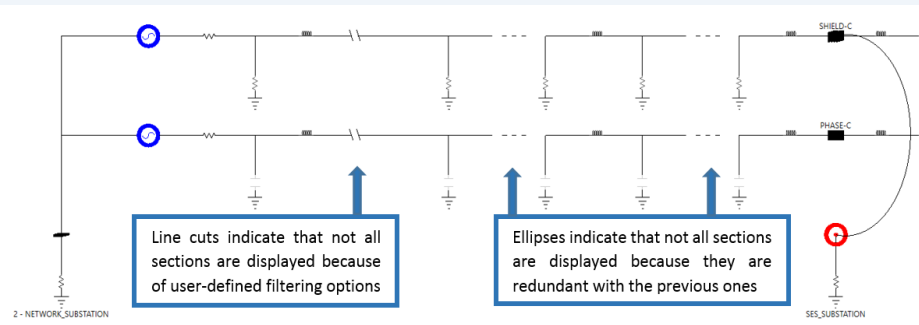 SHIELD-C
PHASE-C
Line cuts indicate that not all
sections are displayed because
of user-defined filtering options
Ellipses indicate that not all sections
are displayed because they are
redundant with the previous ones
2 - NETWORK_SUBSTATION
SES_SUBSTATION